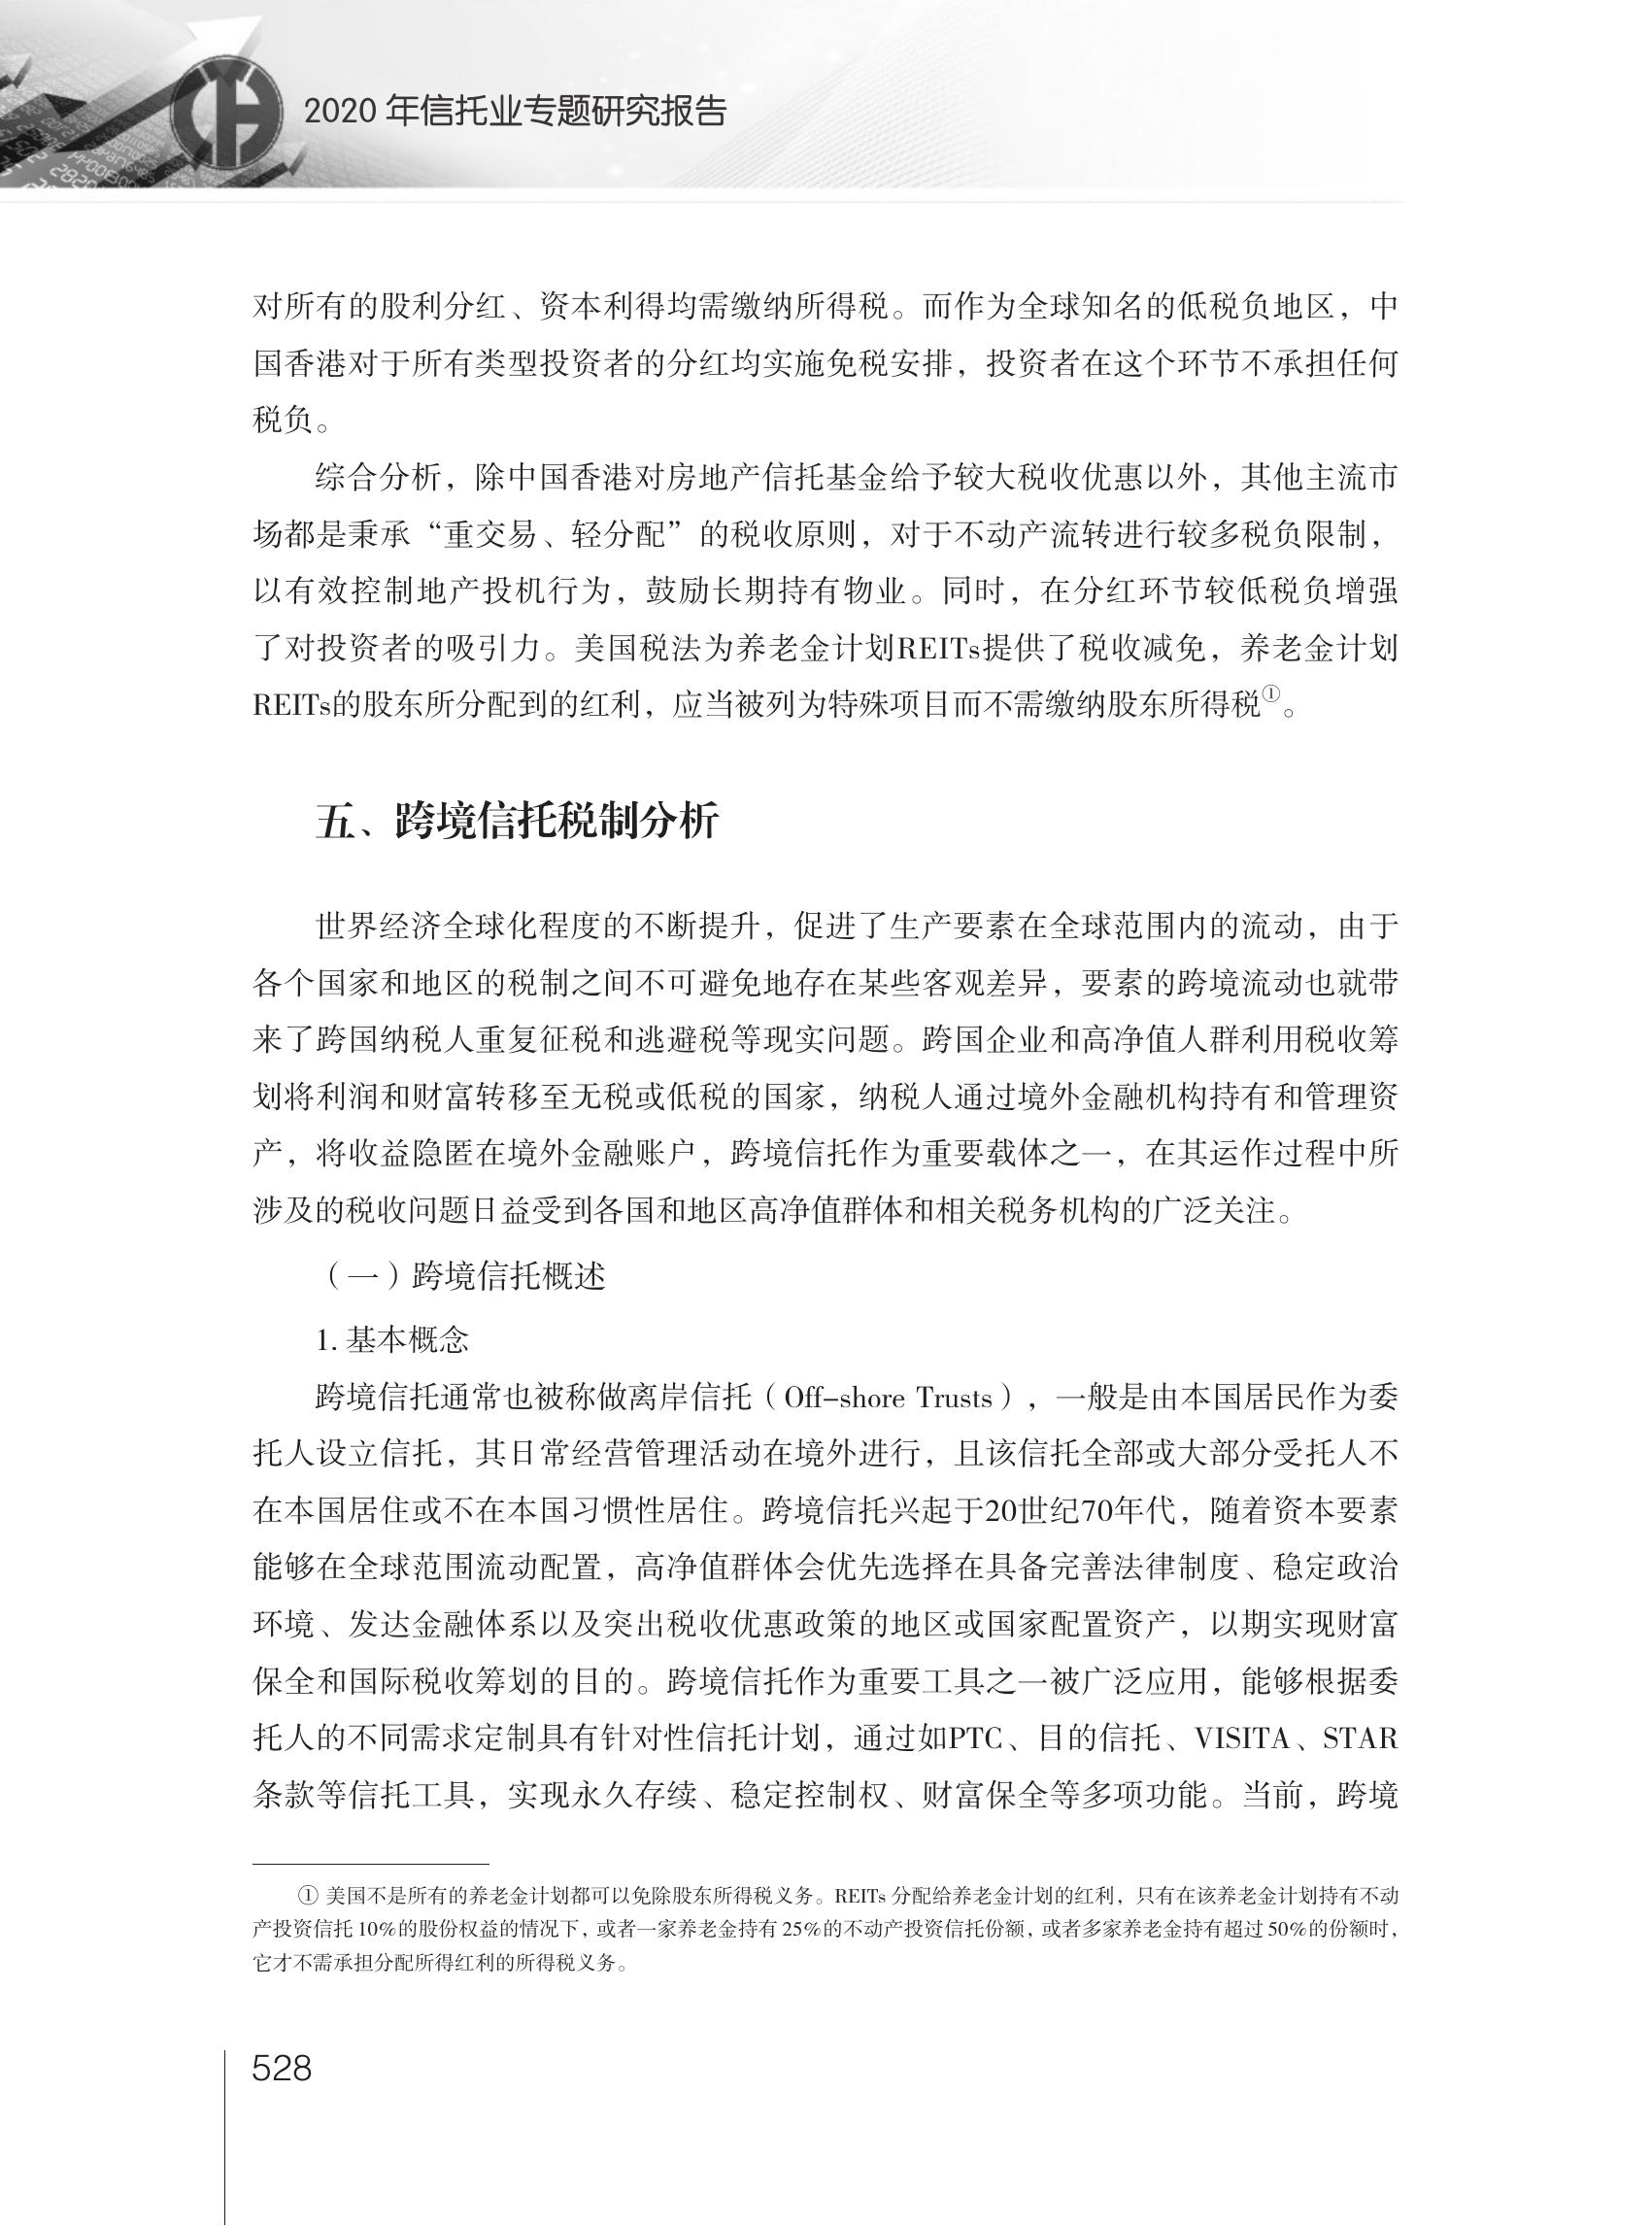 2020 年信托业专题研究报告
对所有的股利分红、资本利得均需缴纳所得税。而作为全球知名的低税负地区，中
国香港对于所有类型投资者的分红均实施免税安排，投资者在这个环节不承担任何
税负。
综合分析，除中国香港对房地产信托基金给予较大税收优惠以外，其他主流市
场都是秉承“重交易、轻分配”的税收原则，对于不动产流转进行较多税负限制，
以有效控制地产投机行为，鼓励长期持有物业。同时，在分红环节较低税负增强
了对投资者的吸引力。美国税法为养老金计划REITs提供了税收减免，养老金计划
REITs的股东所分配到的红利，应当被列为特殊项目而不需缴纳股东所得税①。
五、跨境信托税制分析
世界经济全球化程度的不断提升，促进了生产要素在全球范围内的流动，由于
各个国家和地区的税制之间不可避免地存在某些客观差异，要素的跨境流动也就带
来了跨国纳税人重复征税和逃避税等现实问题。跨国企业和高净值人群利用税收筹
划将利润和财富转移至无税或低税的国家，纳税人通过境外金融机构持有和管理资
产，将收益隐匿在境外金融账户，跨境信托作为重要载体之一，在其运作过程中所
涉及的税收问题日益受到各国和地区高净值群体和相关税务机构的广泛关注。
（一）跨境信托概述
1. 基本概念
跨境信托通常也被称做离岸信托（Off-shore Trusts），一般是由本国居民作为委
托人设立信托，其日常经营管理活动在境外进行，且该信托全部或大部分受托人不
在本国居住或不在本国习惯性居住。跨境信托兴起于20世纪70年代，随着资本要素
能够在全球范围流动配置，高净值群体会优先选择在具备完善法律制度、稳定政治
环境、发达金融体系以及突出税收优惠政策的地区或国家配置资产，以期实现财富
保全和国际税收筹划的目的。跨境信托作为重要工具之一被广泛应用，能够根据委
托人的不同需求定制具有针对性信托计划，通过如PTC、目的信托、VISITA、STAR
条款等信托工具，实现永久存续、稳定控制权、财富保全等多项功能。当前，跨境
① 美国不是所有的养老金计划都可以免除股东所得税义务。REITs 分配给养老金计划的红利，只有在该养老金计划持有不动
产投资信托 10%的股份权益的情况下，或者一家养老金持有 25%的不动产投资信托份额，或者多家养老金持有超过 50%的份额时，
它才不需承担分配所得红利的所得税义务。
528